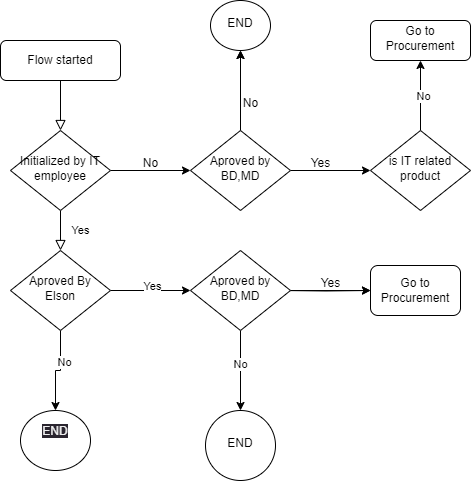 END
Go to
Procurement
Flow started
No
No
Initialized by IT
employee
No
Aproved by
BD,MD
Yes
is IT related
product
Yes
Aproved By
Elson
Yes
Aproved by
BD,MD
Yes
Go to
Procurement
No
No
END
END